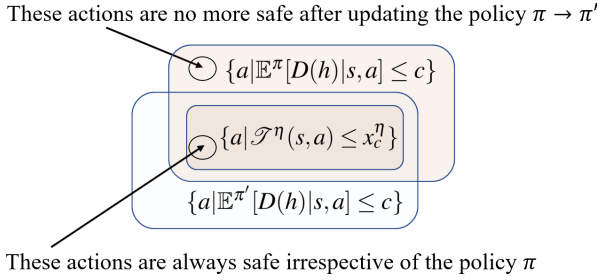 These actions are no more safe after updating the policy π → π′
{a|𝔼^π[D(h)|s,a] ≤ c}
{a|𝒯^η(s,a) ≤ x_c^η}
{a|𝔼^π′[D(h)|s,a] ≤ c}
These actions are always safe irrespective of the policy π